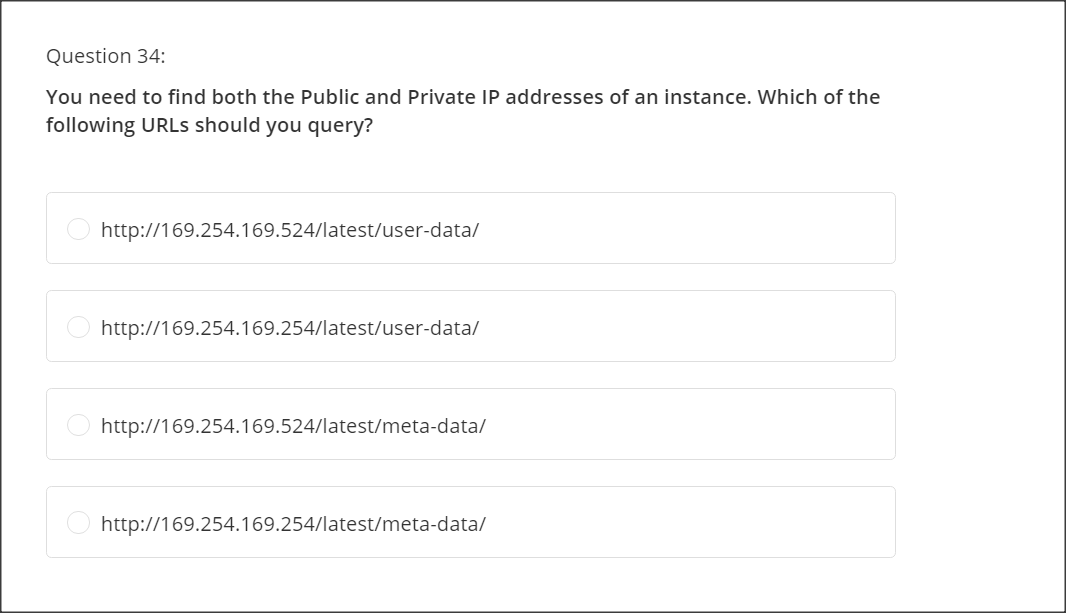 Question 34:
You need to find both the Public and Private IP addresses of an instance. Which of the
following URLs should you query?
http://169.254.169.524/latest/user-data/
http://169.254.169.254/latest/user-data/
http://169.254.169.524/latest/meta-data/
http://169.254.169.254/latest/meta-data/